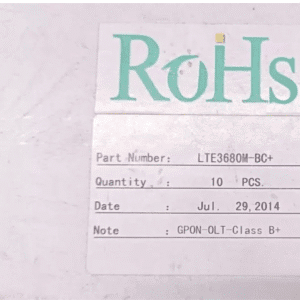 RoHs
Part Number: LTE3680M-BC+
Quantity : 10 PCS.
Date : Jul. 29,2014
Note : GPON-OLT-Class B+